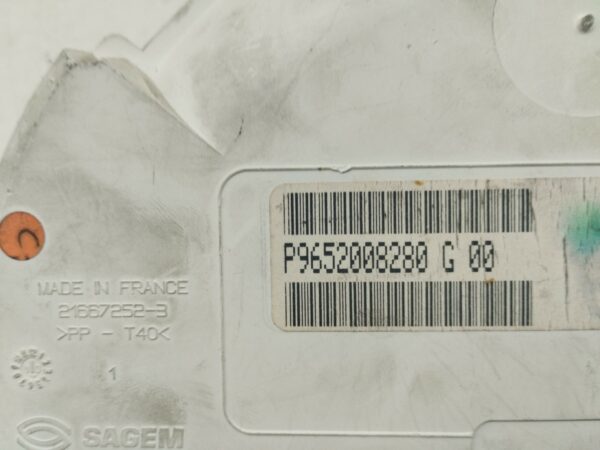 P9652008280 G 00
MADE IN FRANCE
21667252-3
>PP - T40<
1
SAGEM